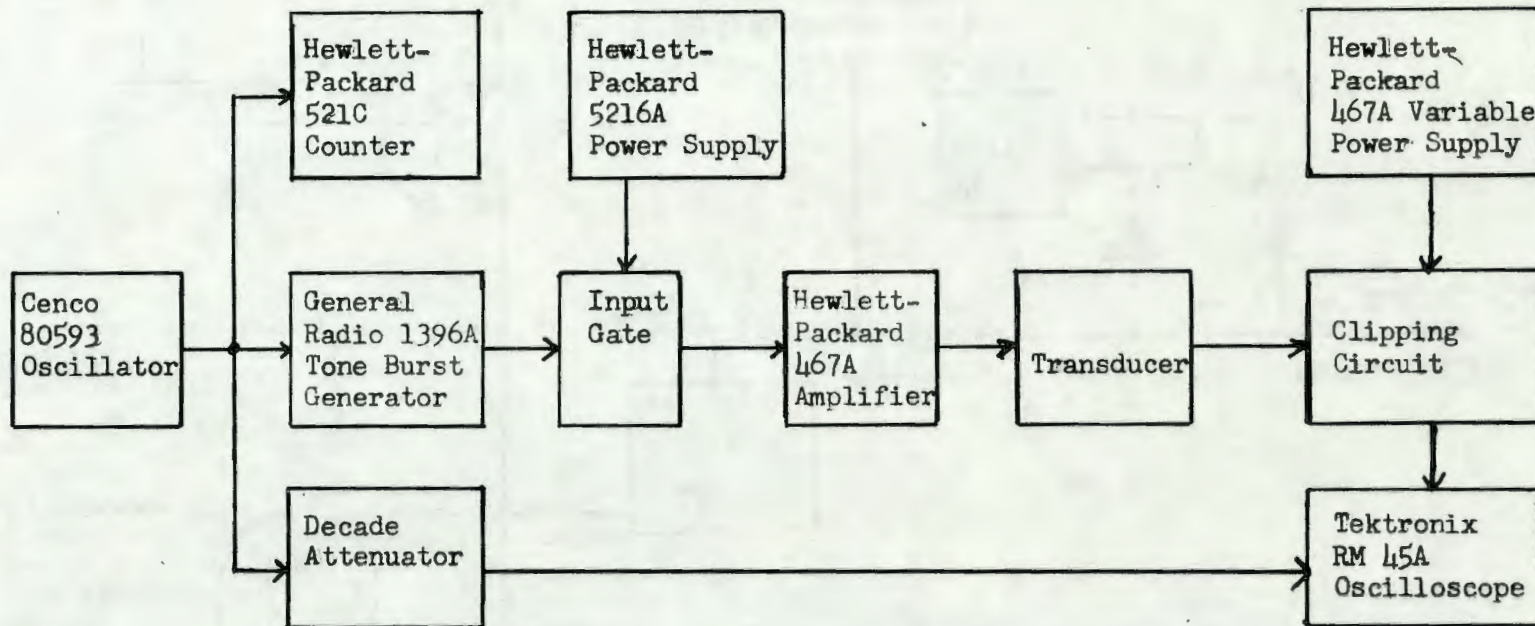 Hewlett-
Packard
521C
Counter
Hewlett-
Packard
5216A
Power Supply
Hewlett-
Packard
467A Variable
Power Supply
Cenco
80593
Oscillator
General
Radio 1396A
Tone Burst
Generator
Input
Gate
Hewlett-
Packard
467A
Amplifier
Transducer
Clipping
Circuit
Decade
Attenuator
Tektronix
RM 45A
Oscilloscope